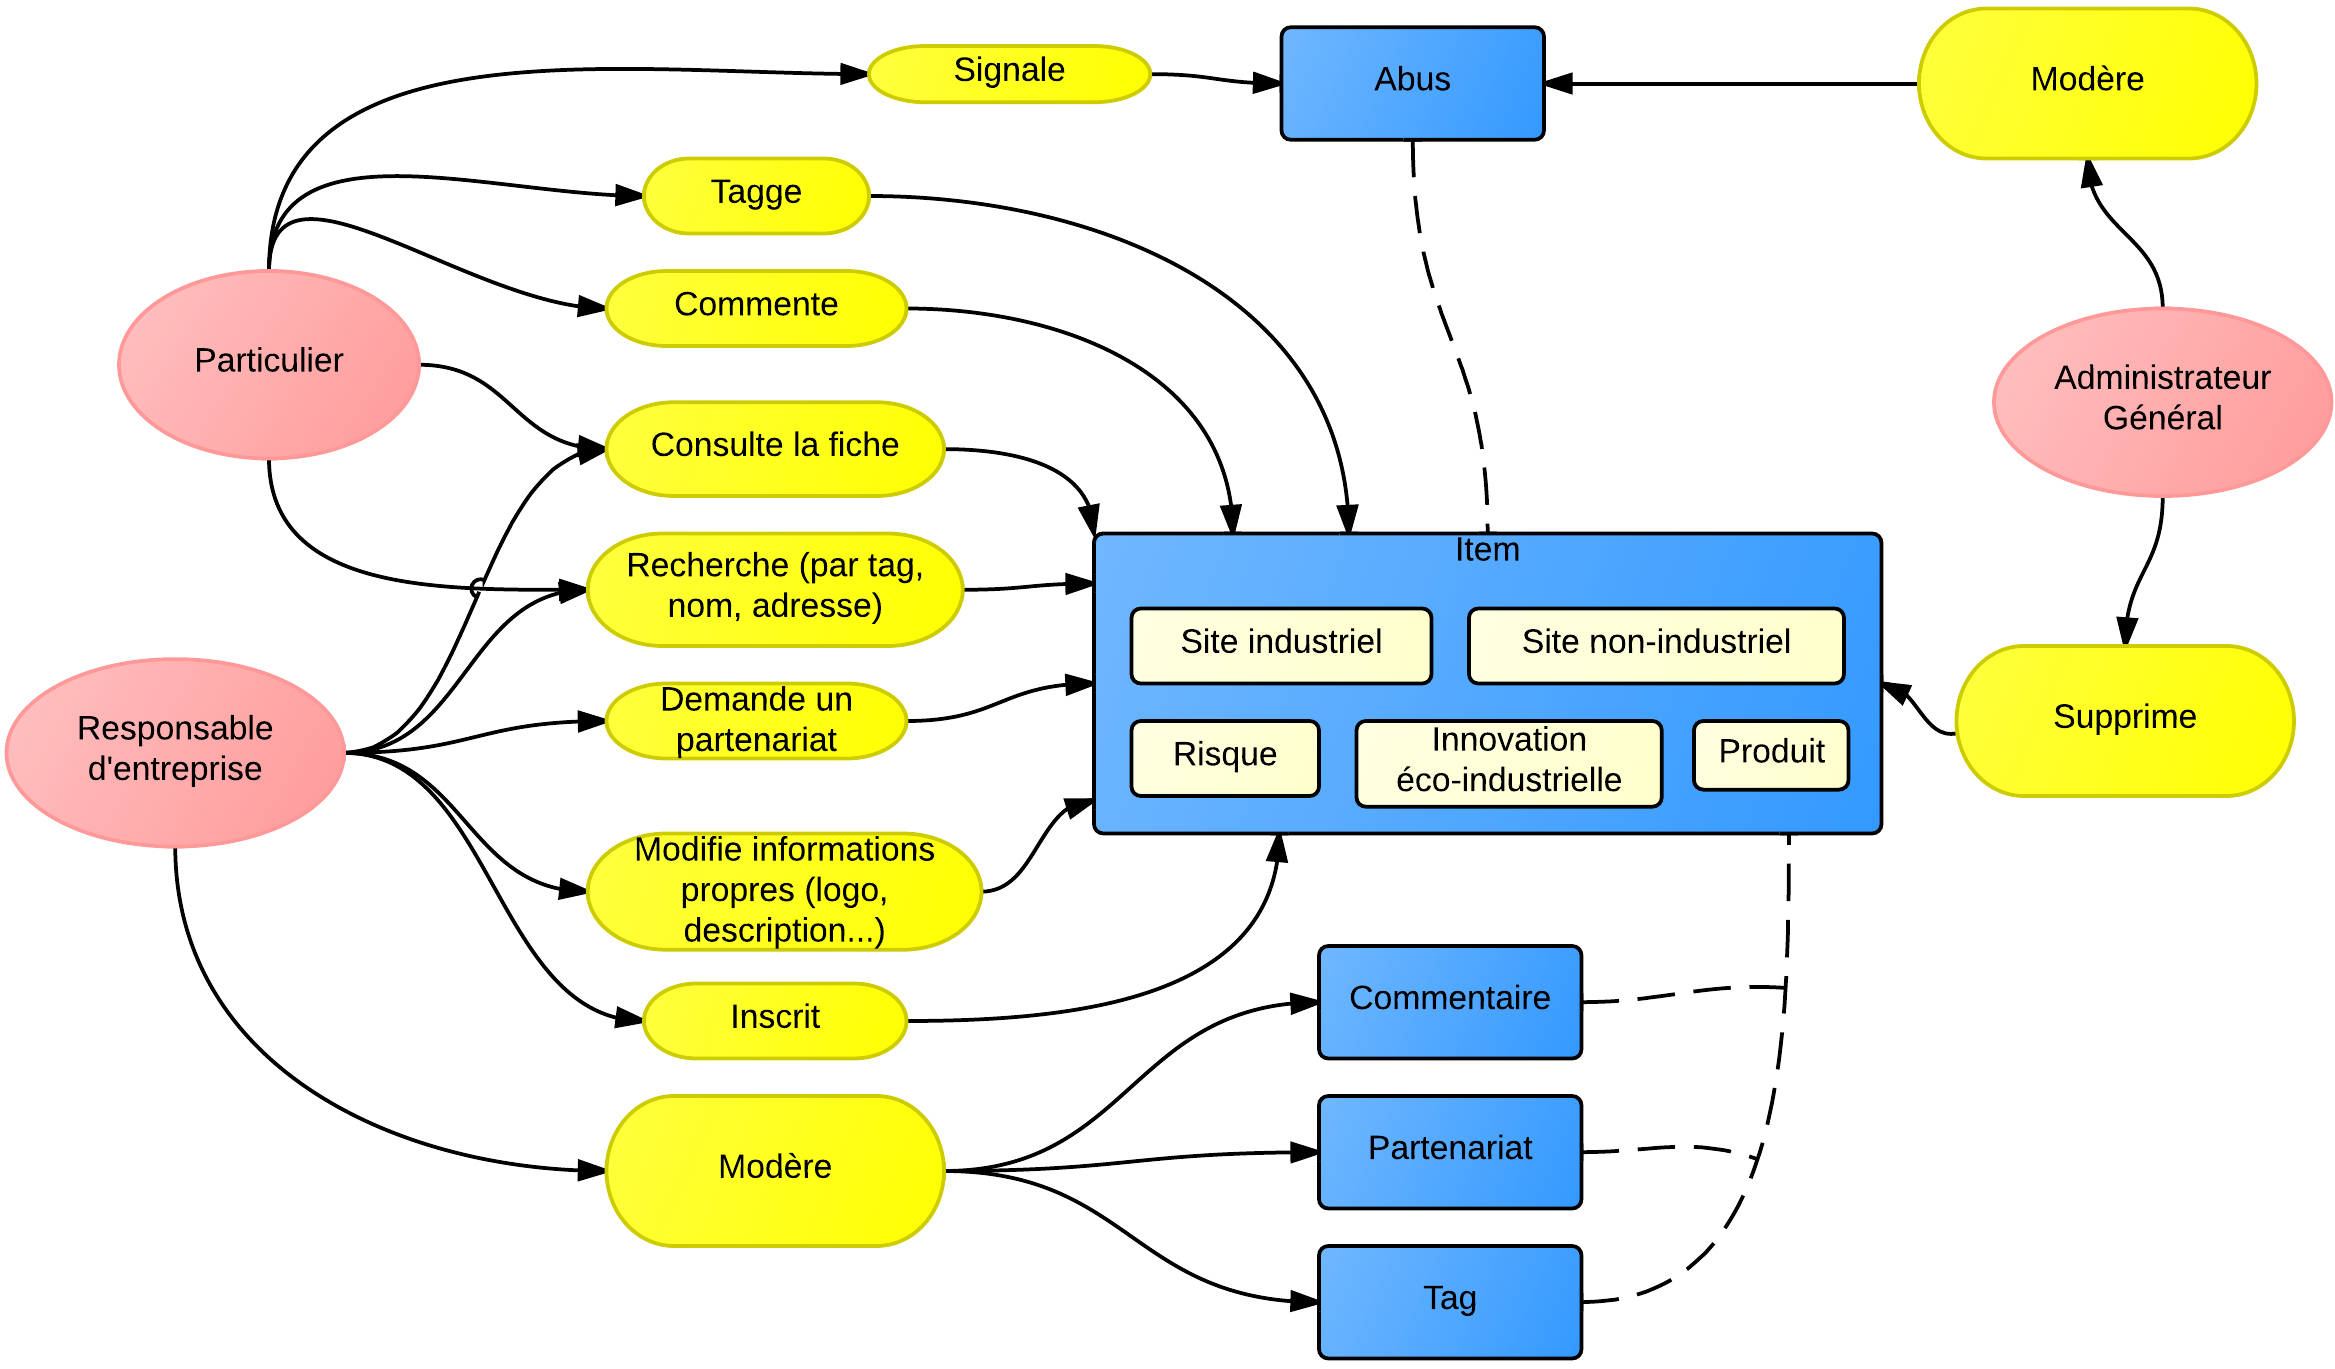 Signale
Abus
Modère
Tagge
Commente
Particulier
Administrateur
Général
Consulte la fiche
Recherche (par tag,
nom, adresse)
Item
Site industriel
Site non-industriel
Responsable
d'entreprise
Demande un
partenariat
Risque
Innovation
éco-industrielle
Produit
Supprime
Modifie informations
propres (logo,
description...)
Inscrit
Commentaire
Modère
Partenariat
Tag